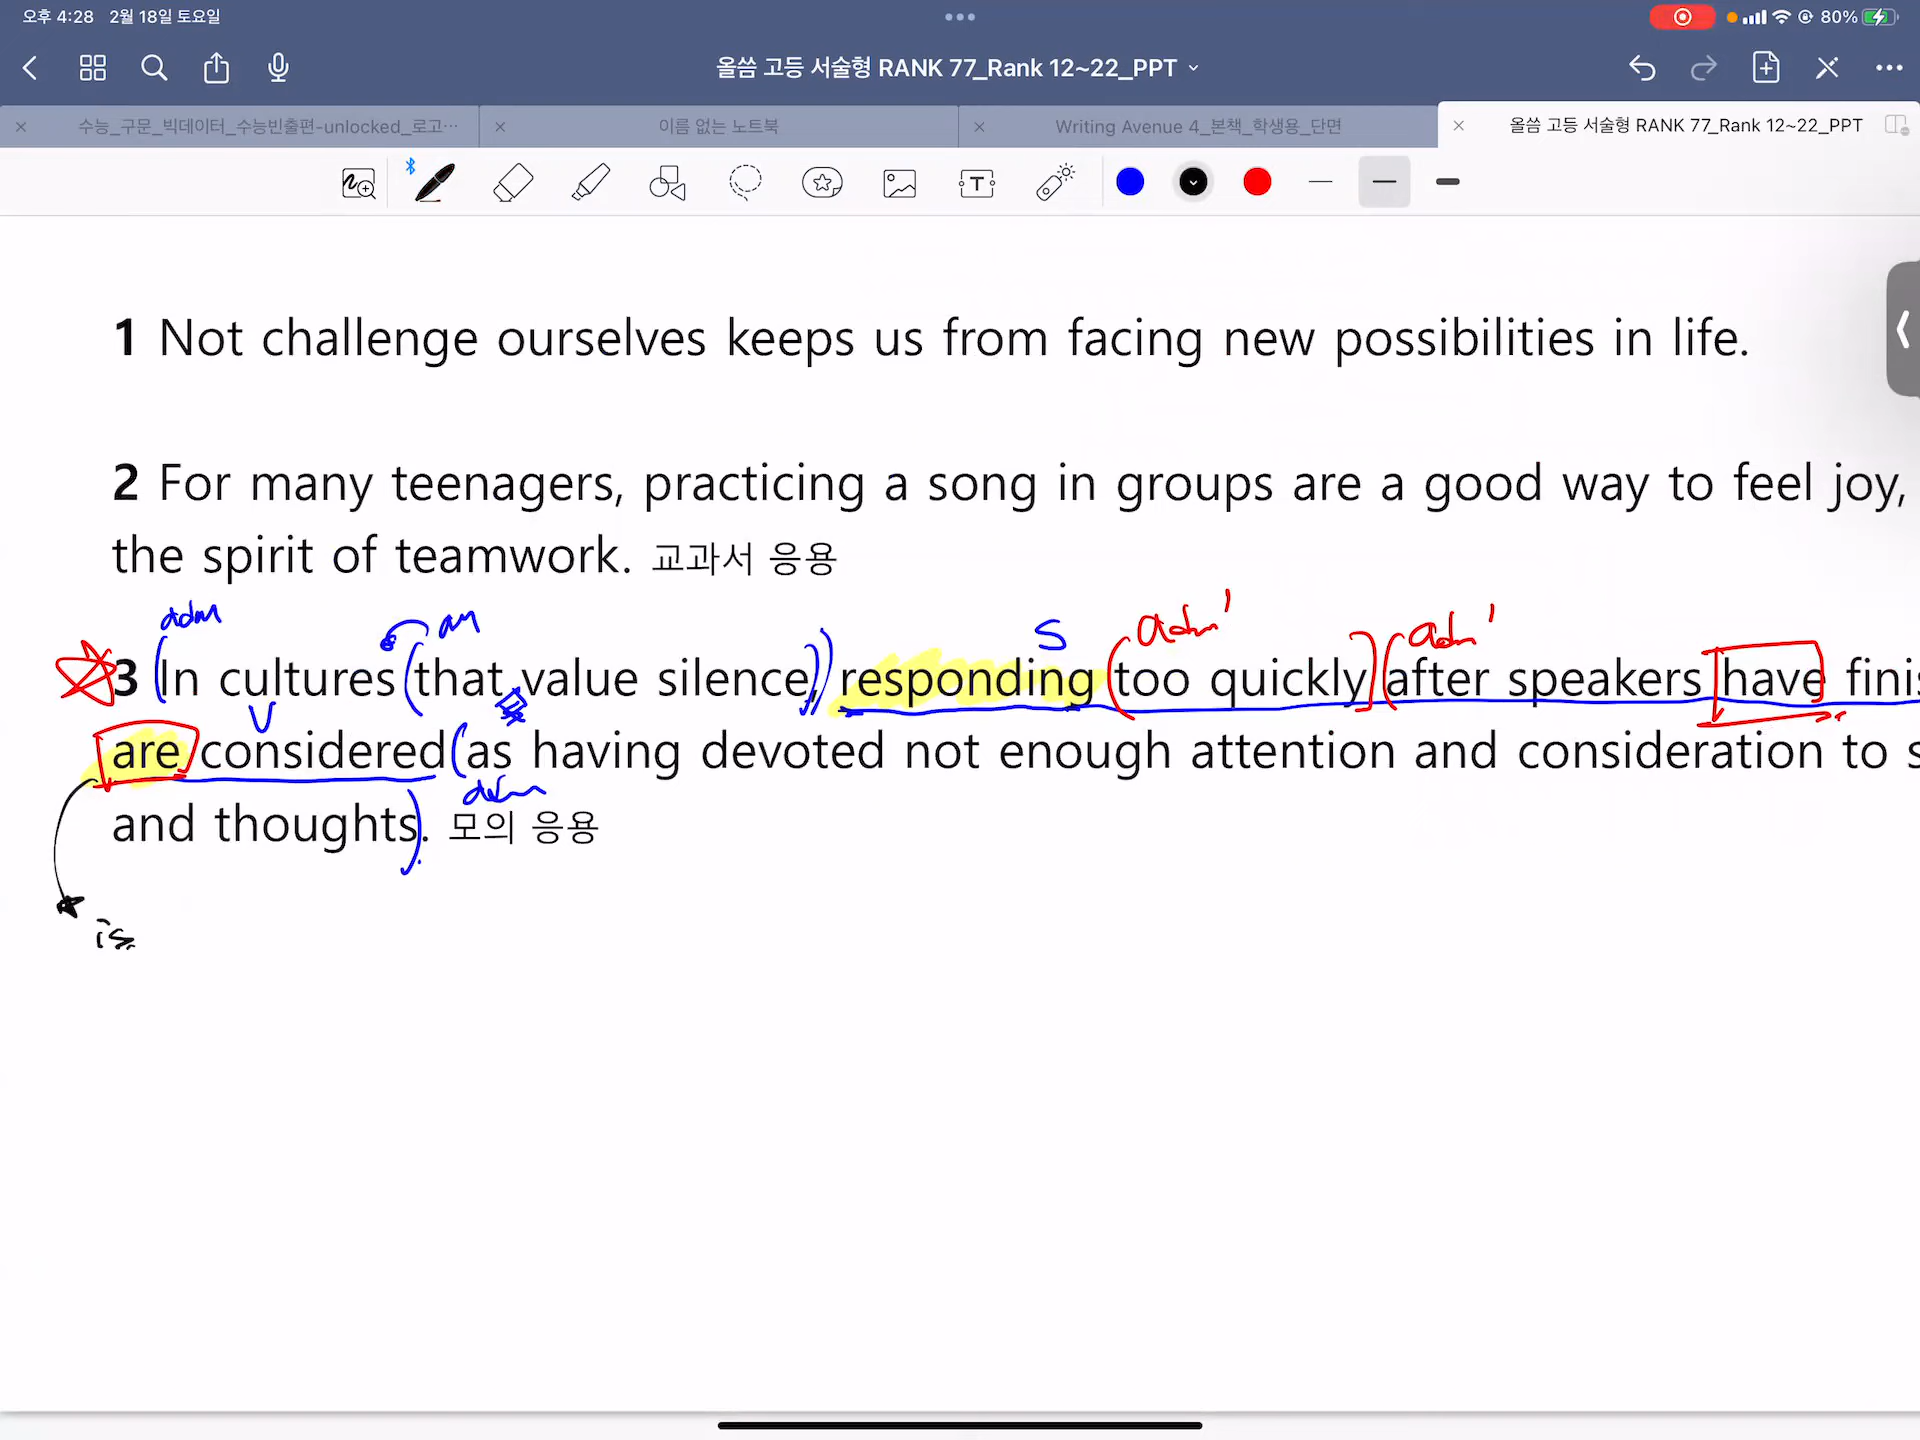 오후 4:28 2월 18일 토요일
80%
올씀 고등 서술형 RANK 77_Rank 12~22_PPT
수능_구문_빅데이터_수능빈출편-unlocked_로고…
이름 없는 노트북
Writing Avenue 4_본책_학생용_단면
올씀 고등 서술형 RANK 77_Rank 12~22_PPT
1 Not challenge ourselves keeps us from facing new possibilities in life.
2 For many teenagers, practicing a song in groups are a good way to feel joy,
the spirit of teamwork. 교과서 응용
S
3 In cultures (that value silence,) responding (too quickly) (after speakers have finis
V
are considered (as having devoted not enough attention and consideration to s
and thoughts). 모의 응용
is